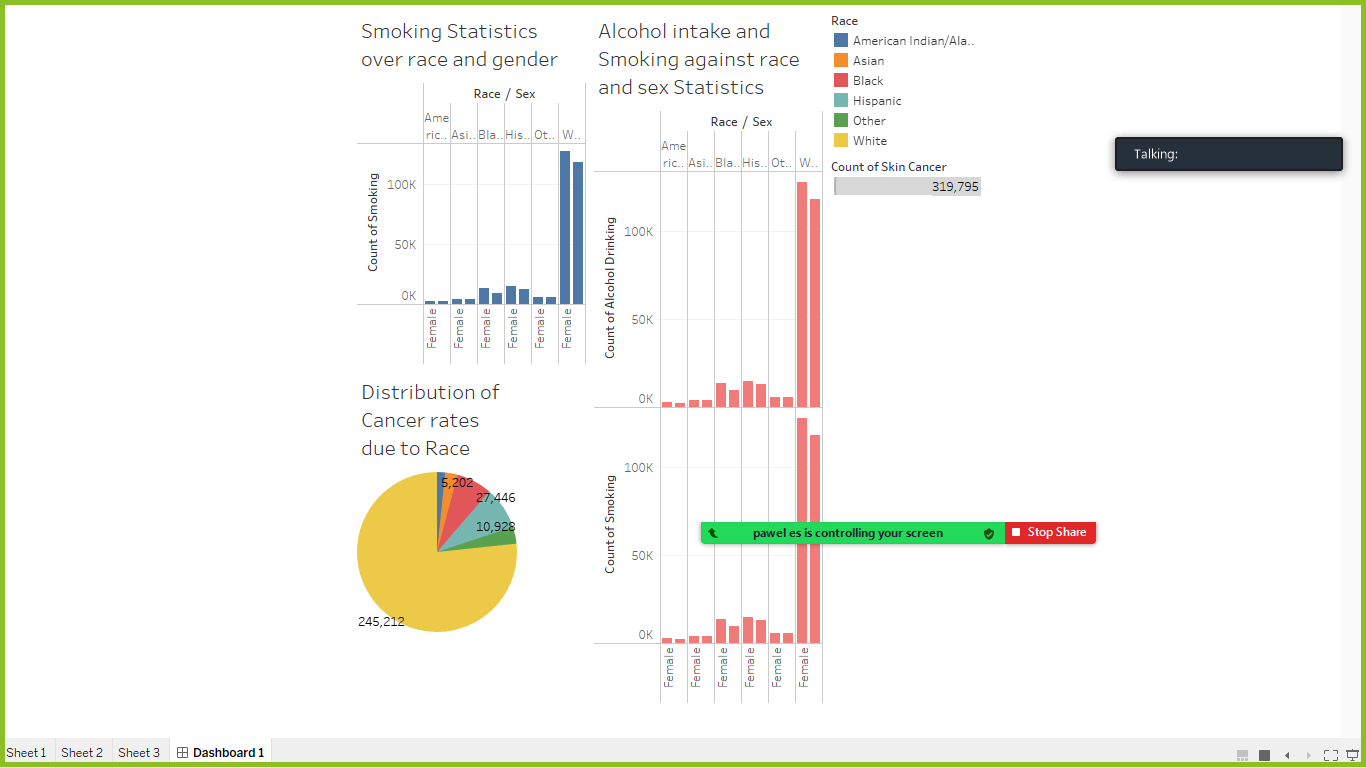 Smoking Statistics
over race and gender
Race / Sex
Ame
ric.. Asi.. Bla.. His.. Ot.. W..
Count of Smoking
100K
50K
0K
Female Female Female Female Female Female
Distribution of
Cancer rates
due to Race
5,202
27,446
10,928
245,212
Alcohol intake and
Smoking against race
and sex Statistics
Race / Sex
Ame
ric.. Asi.. Bla.. His.. Ot.. W..
Count of Alcohol Drinking
100K
50K
0K
Count of Smoking
100K
50K
0K
Female Female Female Female Female Female
Race
American Indian/Ala..
Asian
Black
Hispanic
Other
White
Count of Skin Cancer
319,795
Talking:
pawel es is controlling your screen
Stop Share
Sheet 1 Sheet 2 Sheet 3 Dashboard 1